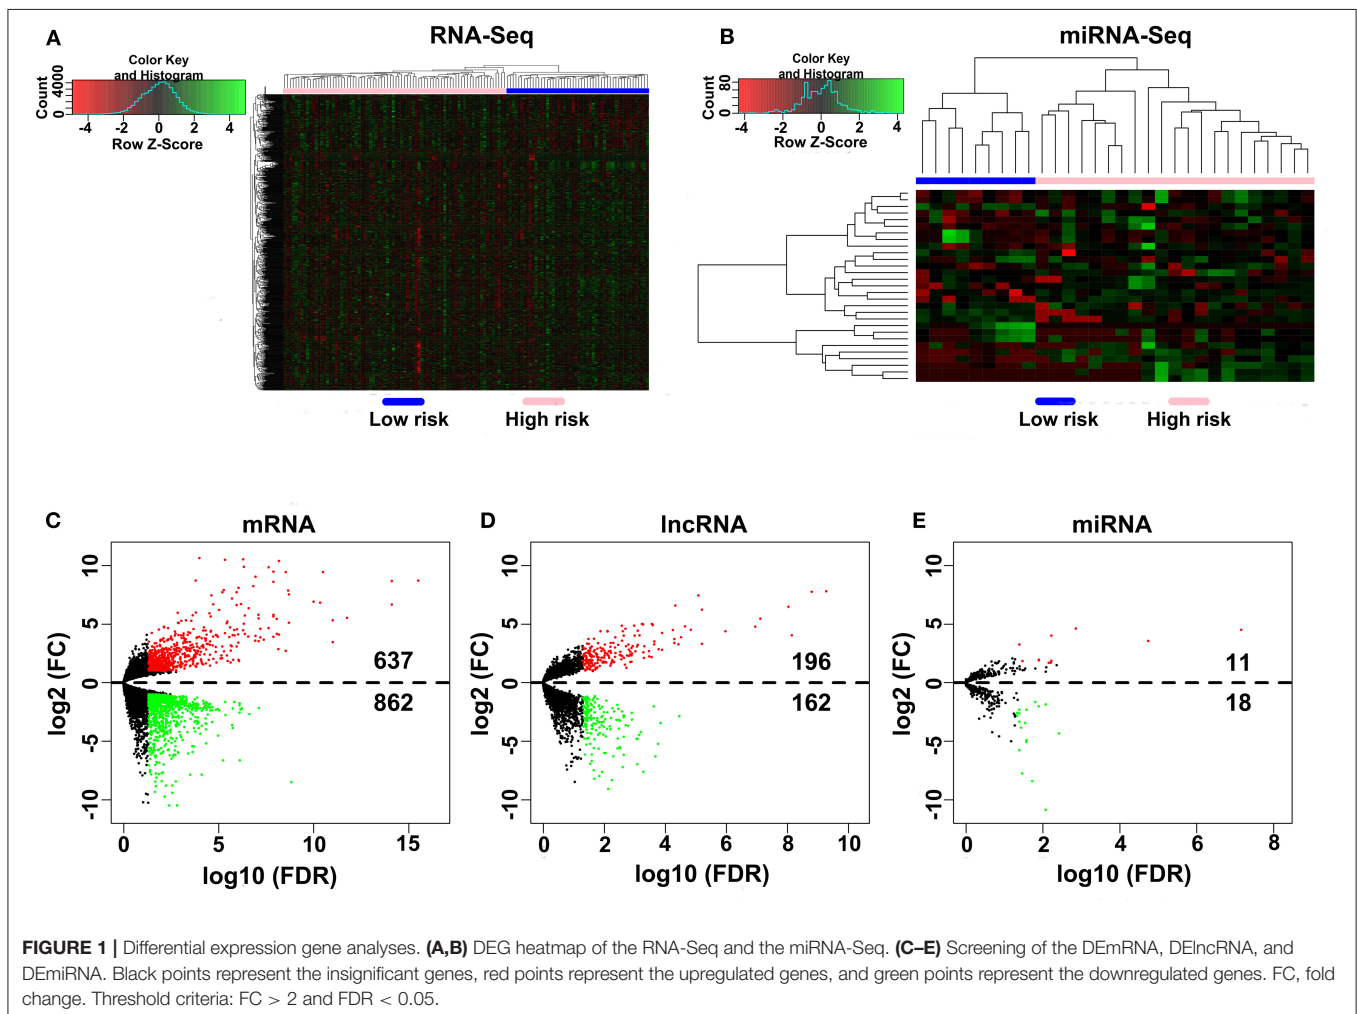 A
RNA-Seq
Color Key
and Histogram
Count
0 4000
-4 -2 0 2 4
Row Z-Score
Low risk High risk
B
miRNA-Seq
Color Key
and Histogram
Count
0 80
-4 -2 0 2 4
Row Z-Score
Low risk High risk
C
mRNA
log2 (FC)
10
5
0
-5
-10
637
862
0 5 10 15
log10 (FDR)
D
lncRNA
log2 (FC)
10
5
0
-5
-10
196
162
0 2 4 6 8 10
log10 (FDR)
E
miRNA
log2 (FC)
10
5
0
-5
-10
11
18
0 2 4 6 8
log10 (FDR)
FIGURE 1 | Differential expression gene analyses. (A,B) DEG heatmap of the RNA-Seq and the miRNA-Seq. (C–E) Screening of the DEmRNA, DElncRNA, and
DEmiRNA. Black points represent the insignificant genes, red points represent the upregulated genes, and green points represent the downregulated genes. FC, fold
change. Threshold criteria: FC > 2 and FDR < 0.05.